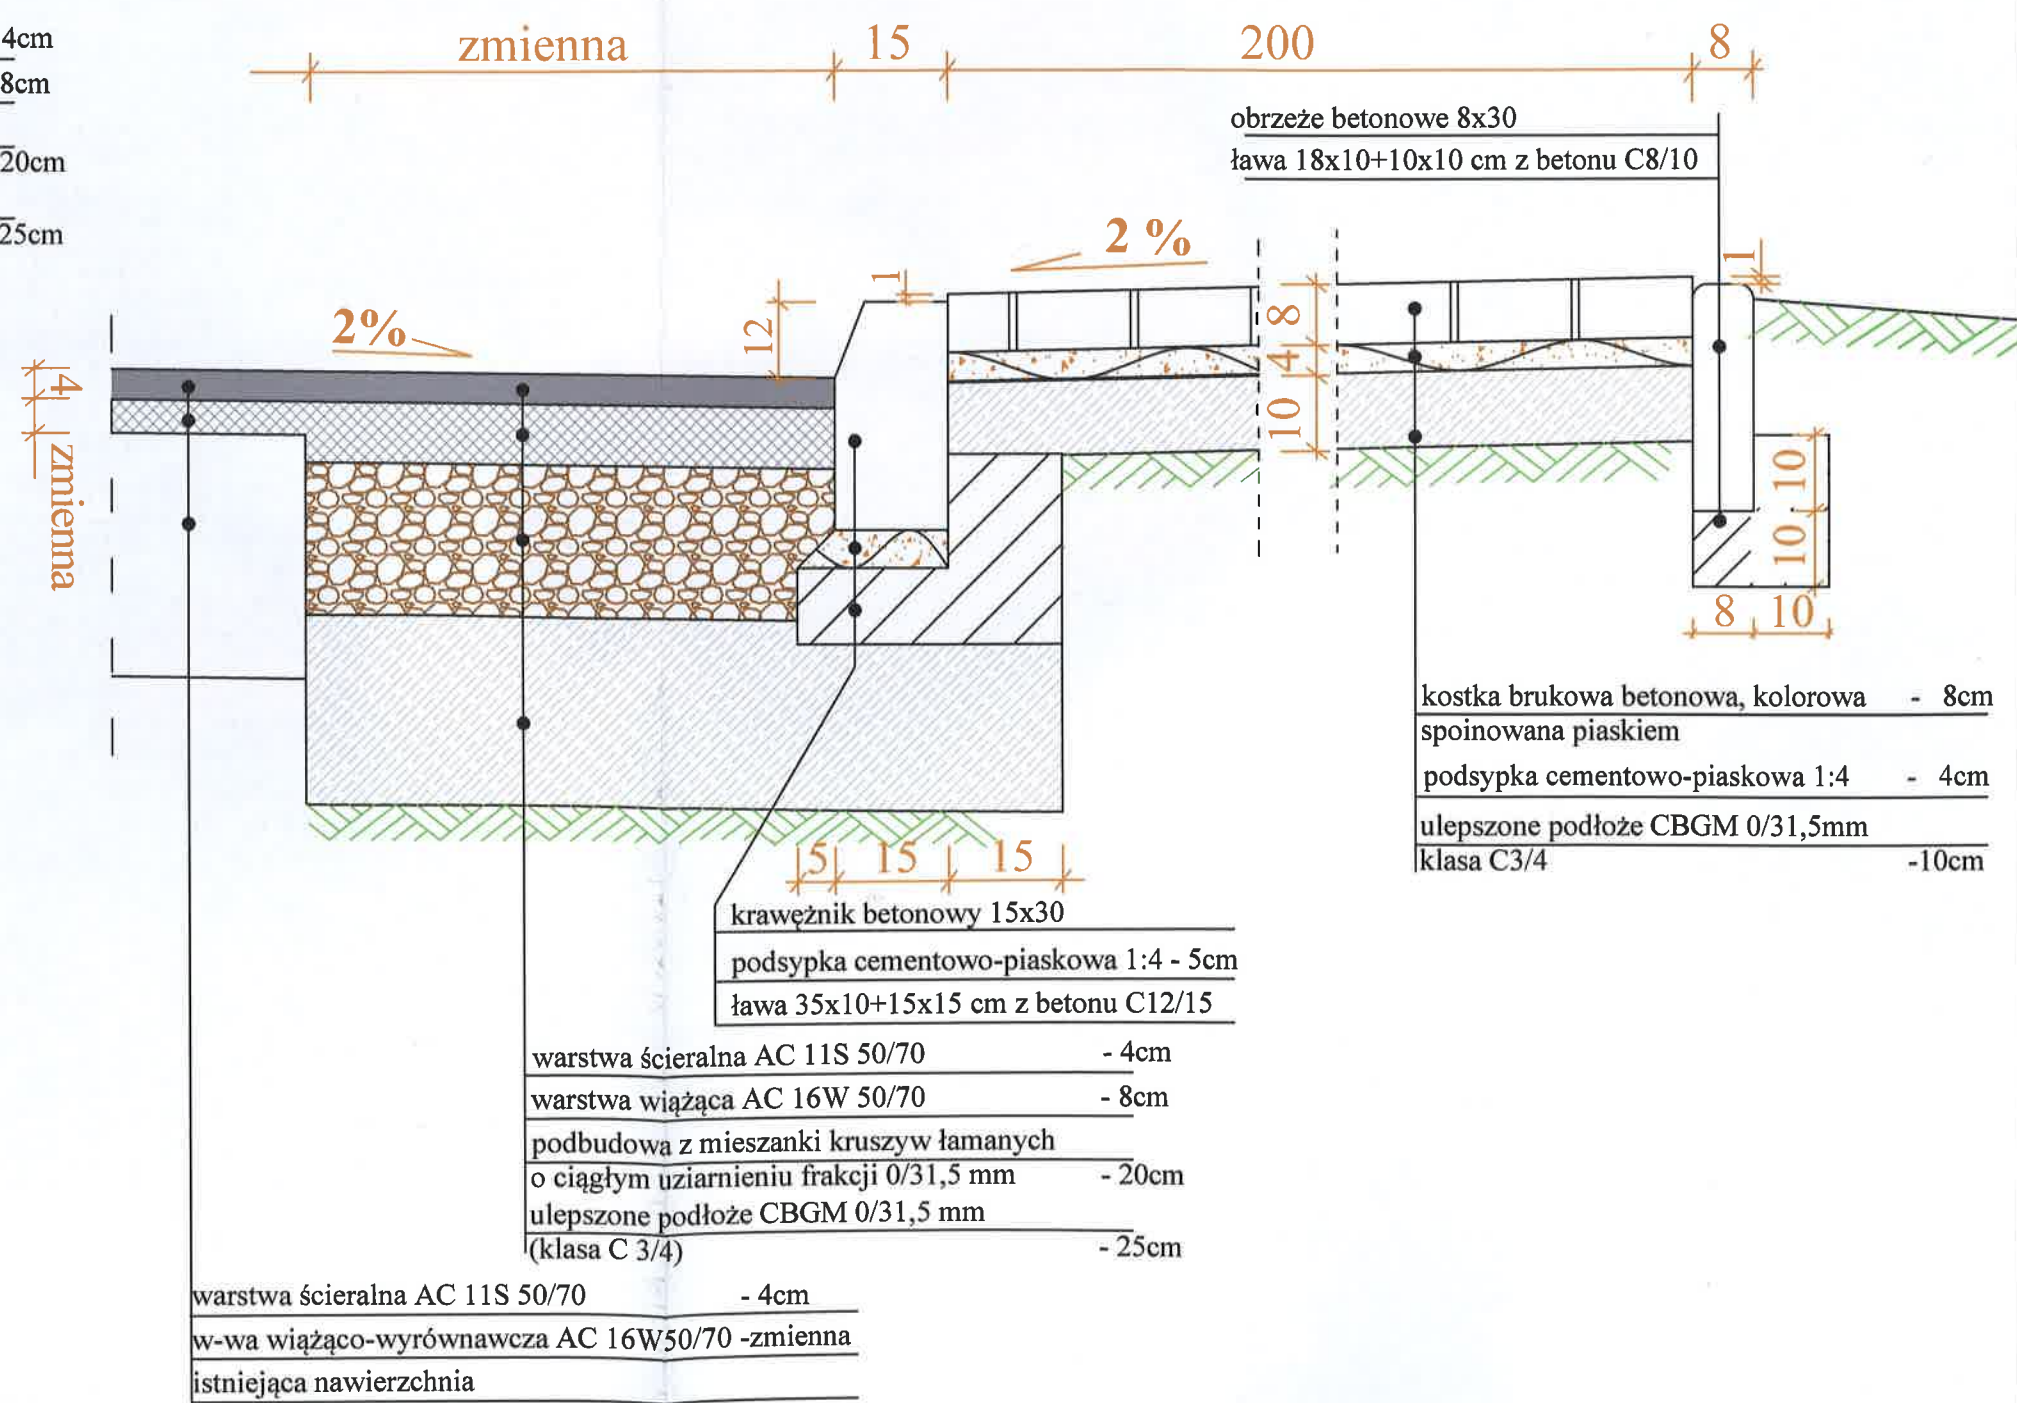 4cm
8cm
20cm
25cm
zmienna 15 200 8
obrzeże betonowe 8x30
ława 18x10+10x10 cm z betonu C8/10
2 %
1
1
2%
12
8
4
10
4
zmienna
10
10
8 10
kostka brukowa betonowa, kolorowa - 8cm
spoinowana piaskiem
podsypka cementowo-piaskowa 1:4 - 4cm
ulepszone podłoże CBGM 0/31,5mm
klasa C3/4 -10cm
5 15 15
krawężnik betonowy 15x30
podsypka cementowo-piaskowa 1:4 - 5cm
ława 35x10+15x15 cm z betonu C12/15
warstwa ścieralna AC 11S 50/70 - 4cm
warstwa wiążąca AC 16W 50/70 - 8cm
podbudowa z mieszanki kruszyw łamanych
o ciągłym uziarnieniu frakcji 0/31,5 mm - 20cm
ulepszone podłoże CBGM 0/31,5 mm
(klasa C 3/4) - 25cm
warstwa ścieralna AC 11S 50/70 - 4cm
w-wa wiążąco-wyrównawcza AC 16W50/70 -zmienna
istniejąca nawierzchnia